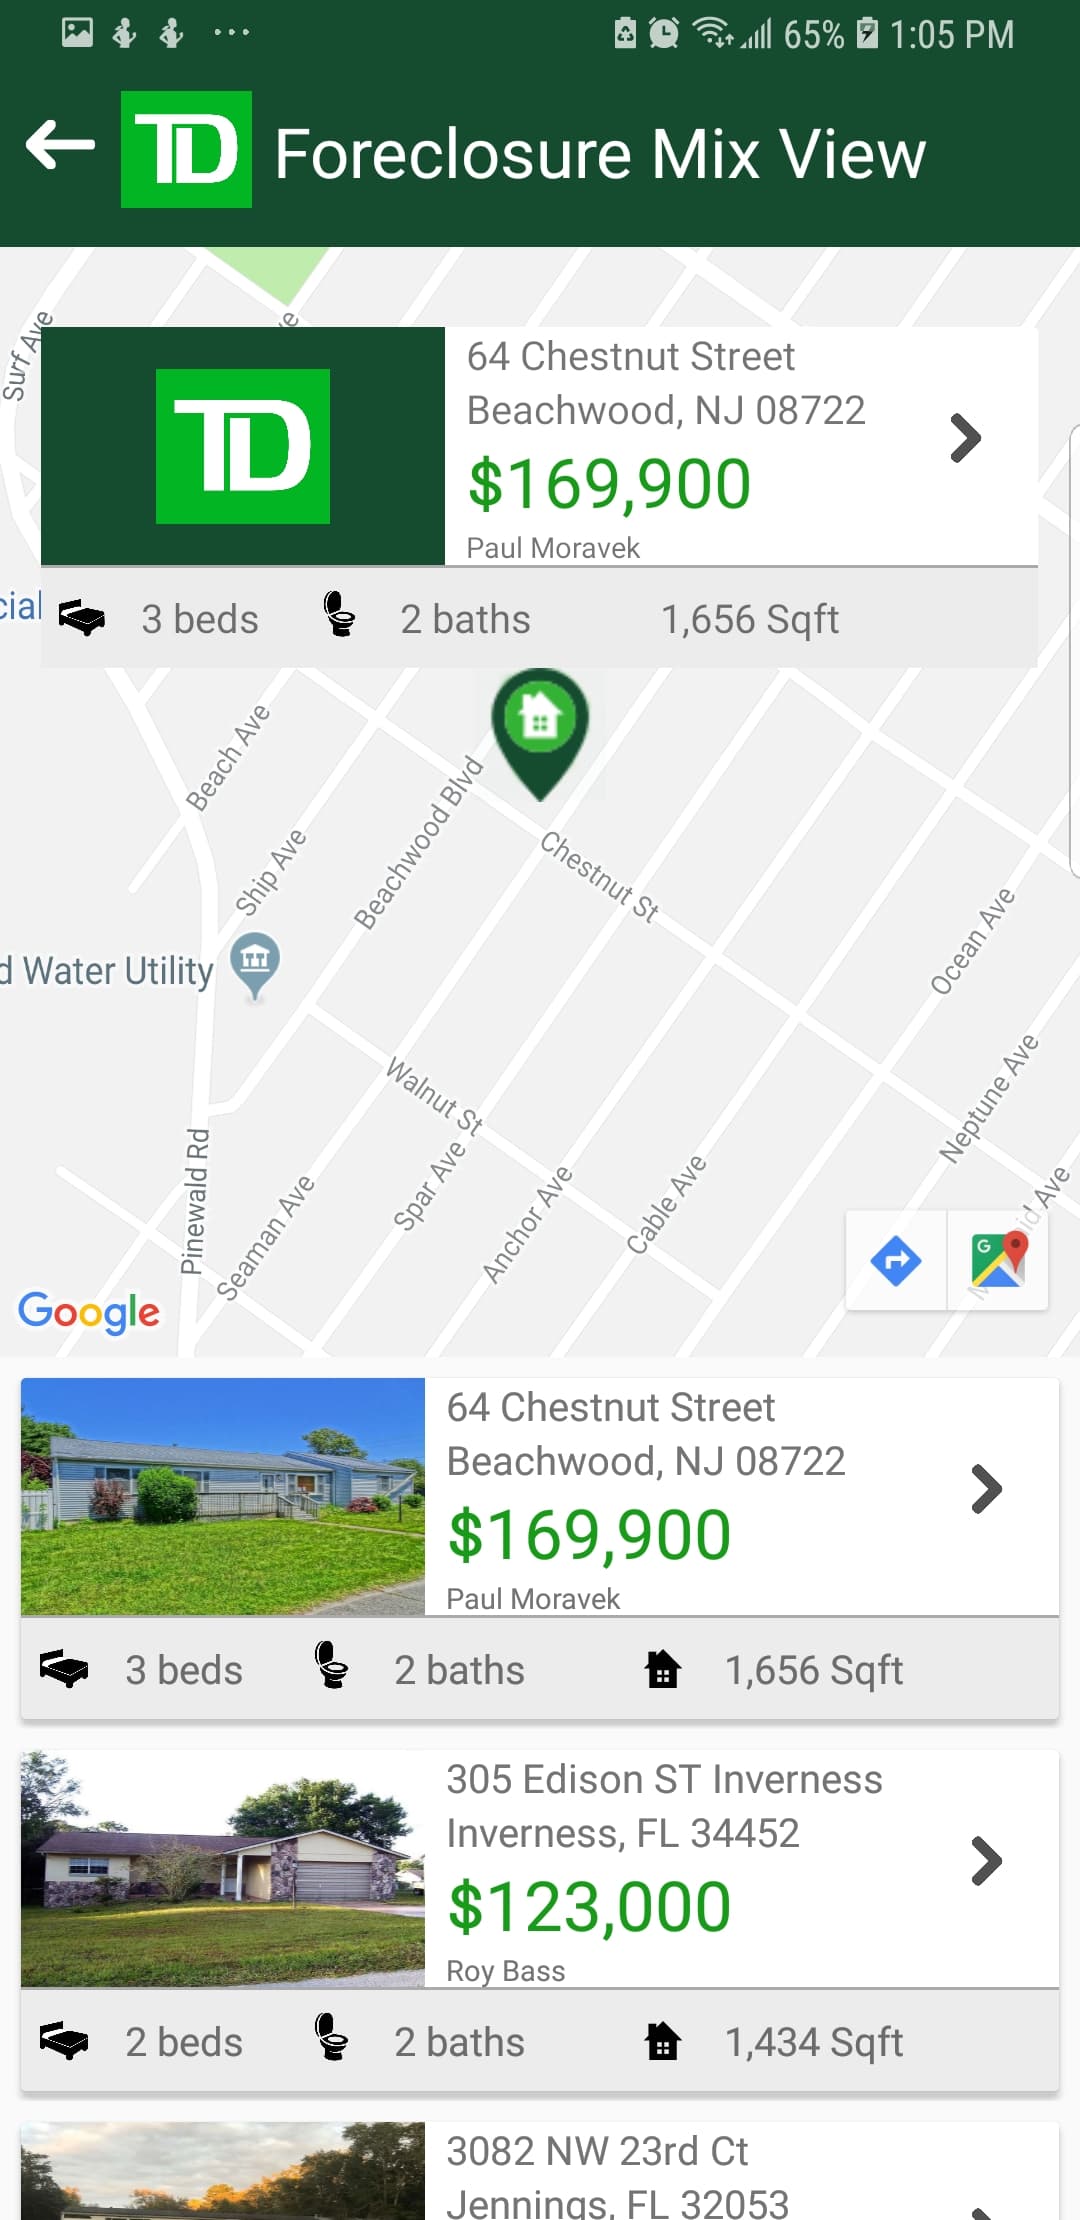 65% 1:05 PM
TD Foreclosure Mix View
Surf Ave
TD
64 Chestnut Street
Beachwood, NJ 08722
$169,900
Paul Moravek
3 beds
2 baths
1,656 Sqft
Beach Ave
Ship Ave
Beachwood Blvd
Chestnut St
Ocean Ave
Water Utility
Neptune Ave
Walnut St
Pinewald Rd
Seaman Ave
Spar Ave
Anchor Ave
Cable Ave
Ave
G
Google
64 Chestnut Street
Beachwood, NJ 08722
$169,900
Paul Moravek
3 beds
2 baths
1,656 Sqft
305 Edison ST Inverness
Inverness, FL 34452
$123,000
Roy Bass
2 beds
2 baths
1,434 Sqft
3082 NW 23rd Ct
Jennings, FL 32053